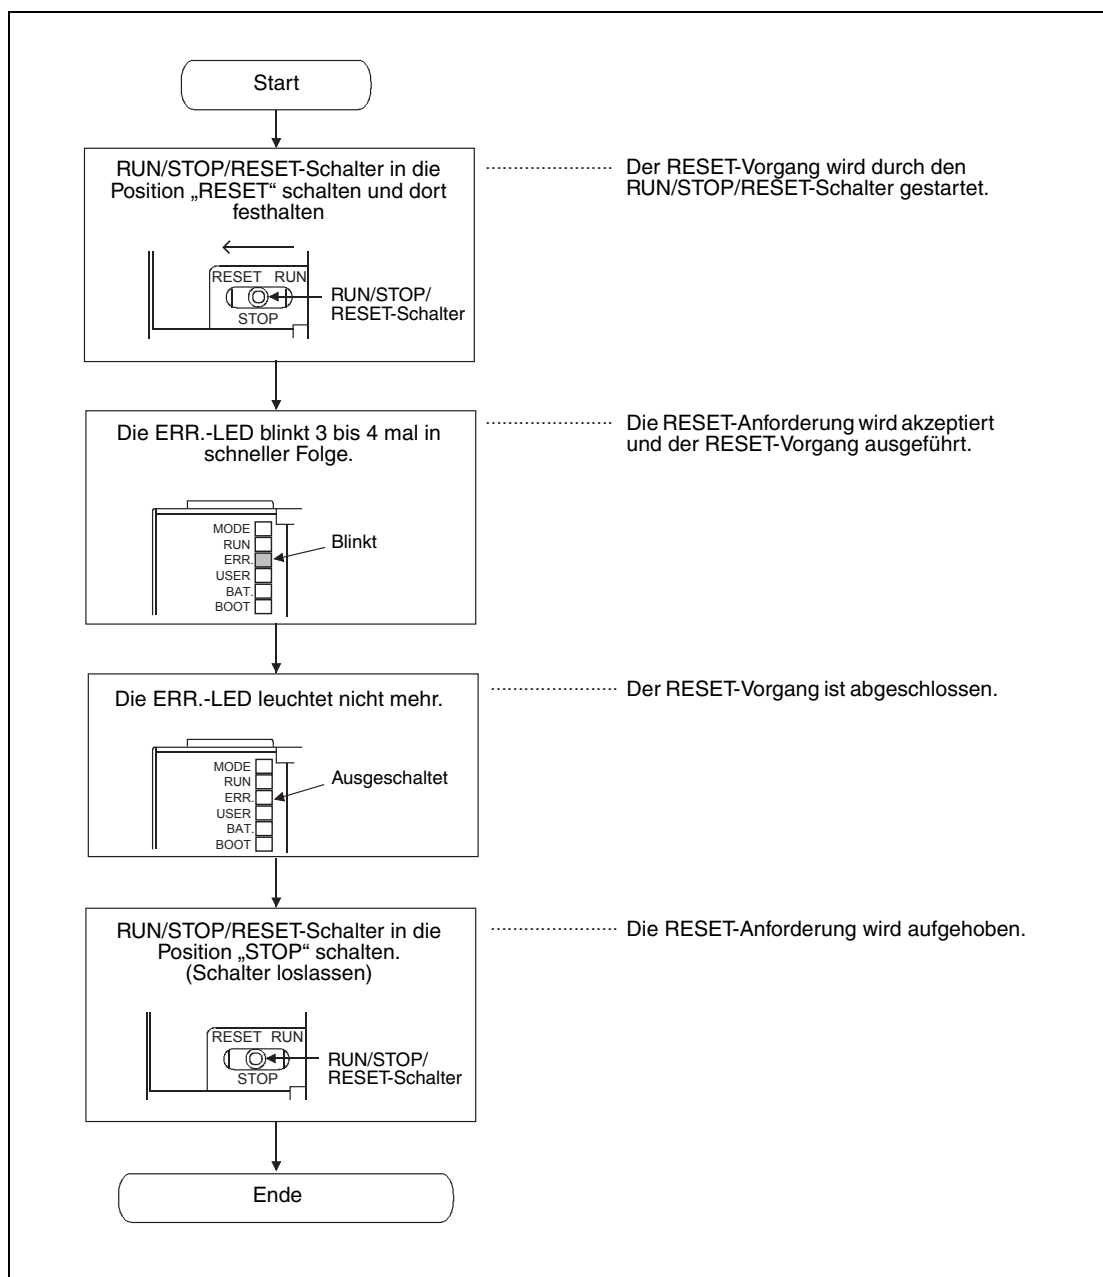 Start
RUN/STOP/RESET-Schalter in die
Position „RESET“ schalten und dort
festhalten
Der RESET-Vorgang wird durch den
RUN/STOP/RESET-Schalter gestartet.
RESET RUN
STOP
RUN/STOP/
RESET-Schalter
Die ERR.-LED blinkt 3 bis 4 mal in
schneller Folge.
Die RESET-Anforderung wird akzeptiert
und der RESET-Vorgang ausgeführt.
MODE
RUN
ERR.
USER
BAT.
BOOT
Blinkt
Die ERR.-LED leuchtet nicht mehr.
Der RESET-Vorgang ist abgeschlossen.
MODE
RUN
ERR.
USER
BAT.
BOOT
Ausgeschaltet
RUN/STOP/RESET-Schalter in die
Position „STOP“ schalten.
(Schalter loslassen)
Die RESET-Anforderung wird aufgehoben.
RESET RUN
STOP
RUN/STOP/
RESET-Schalter
Ende